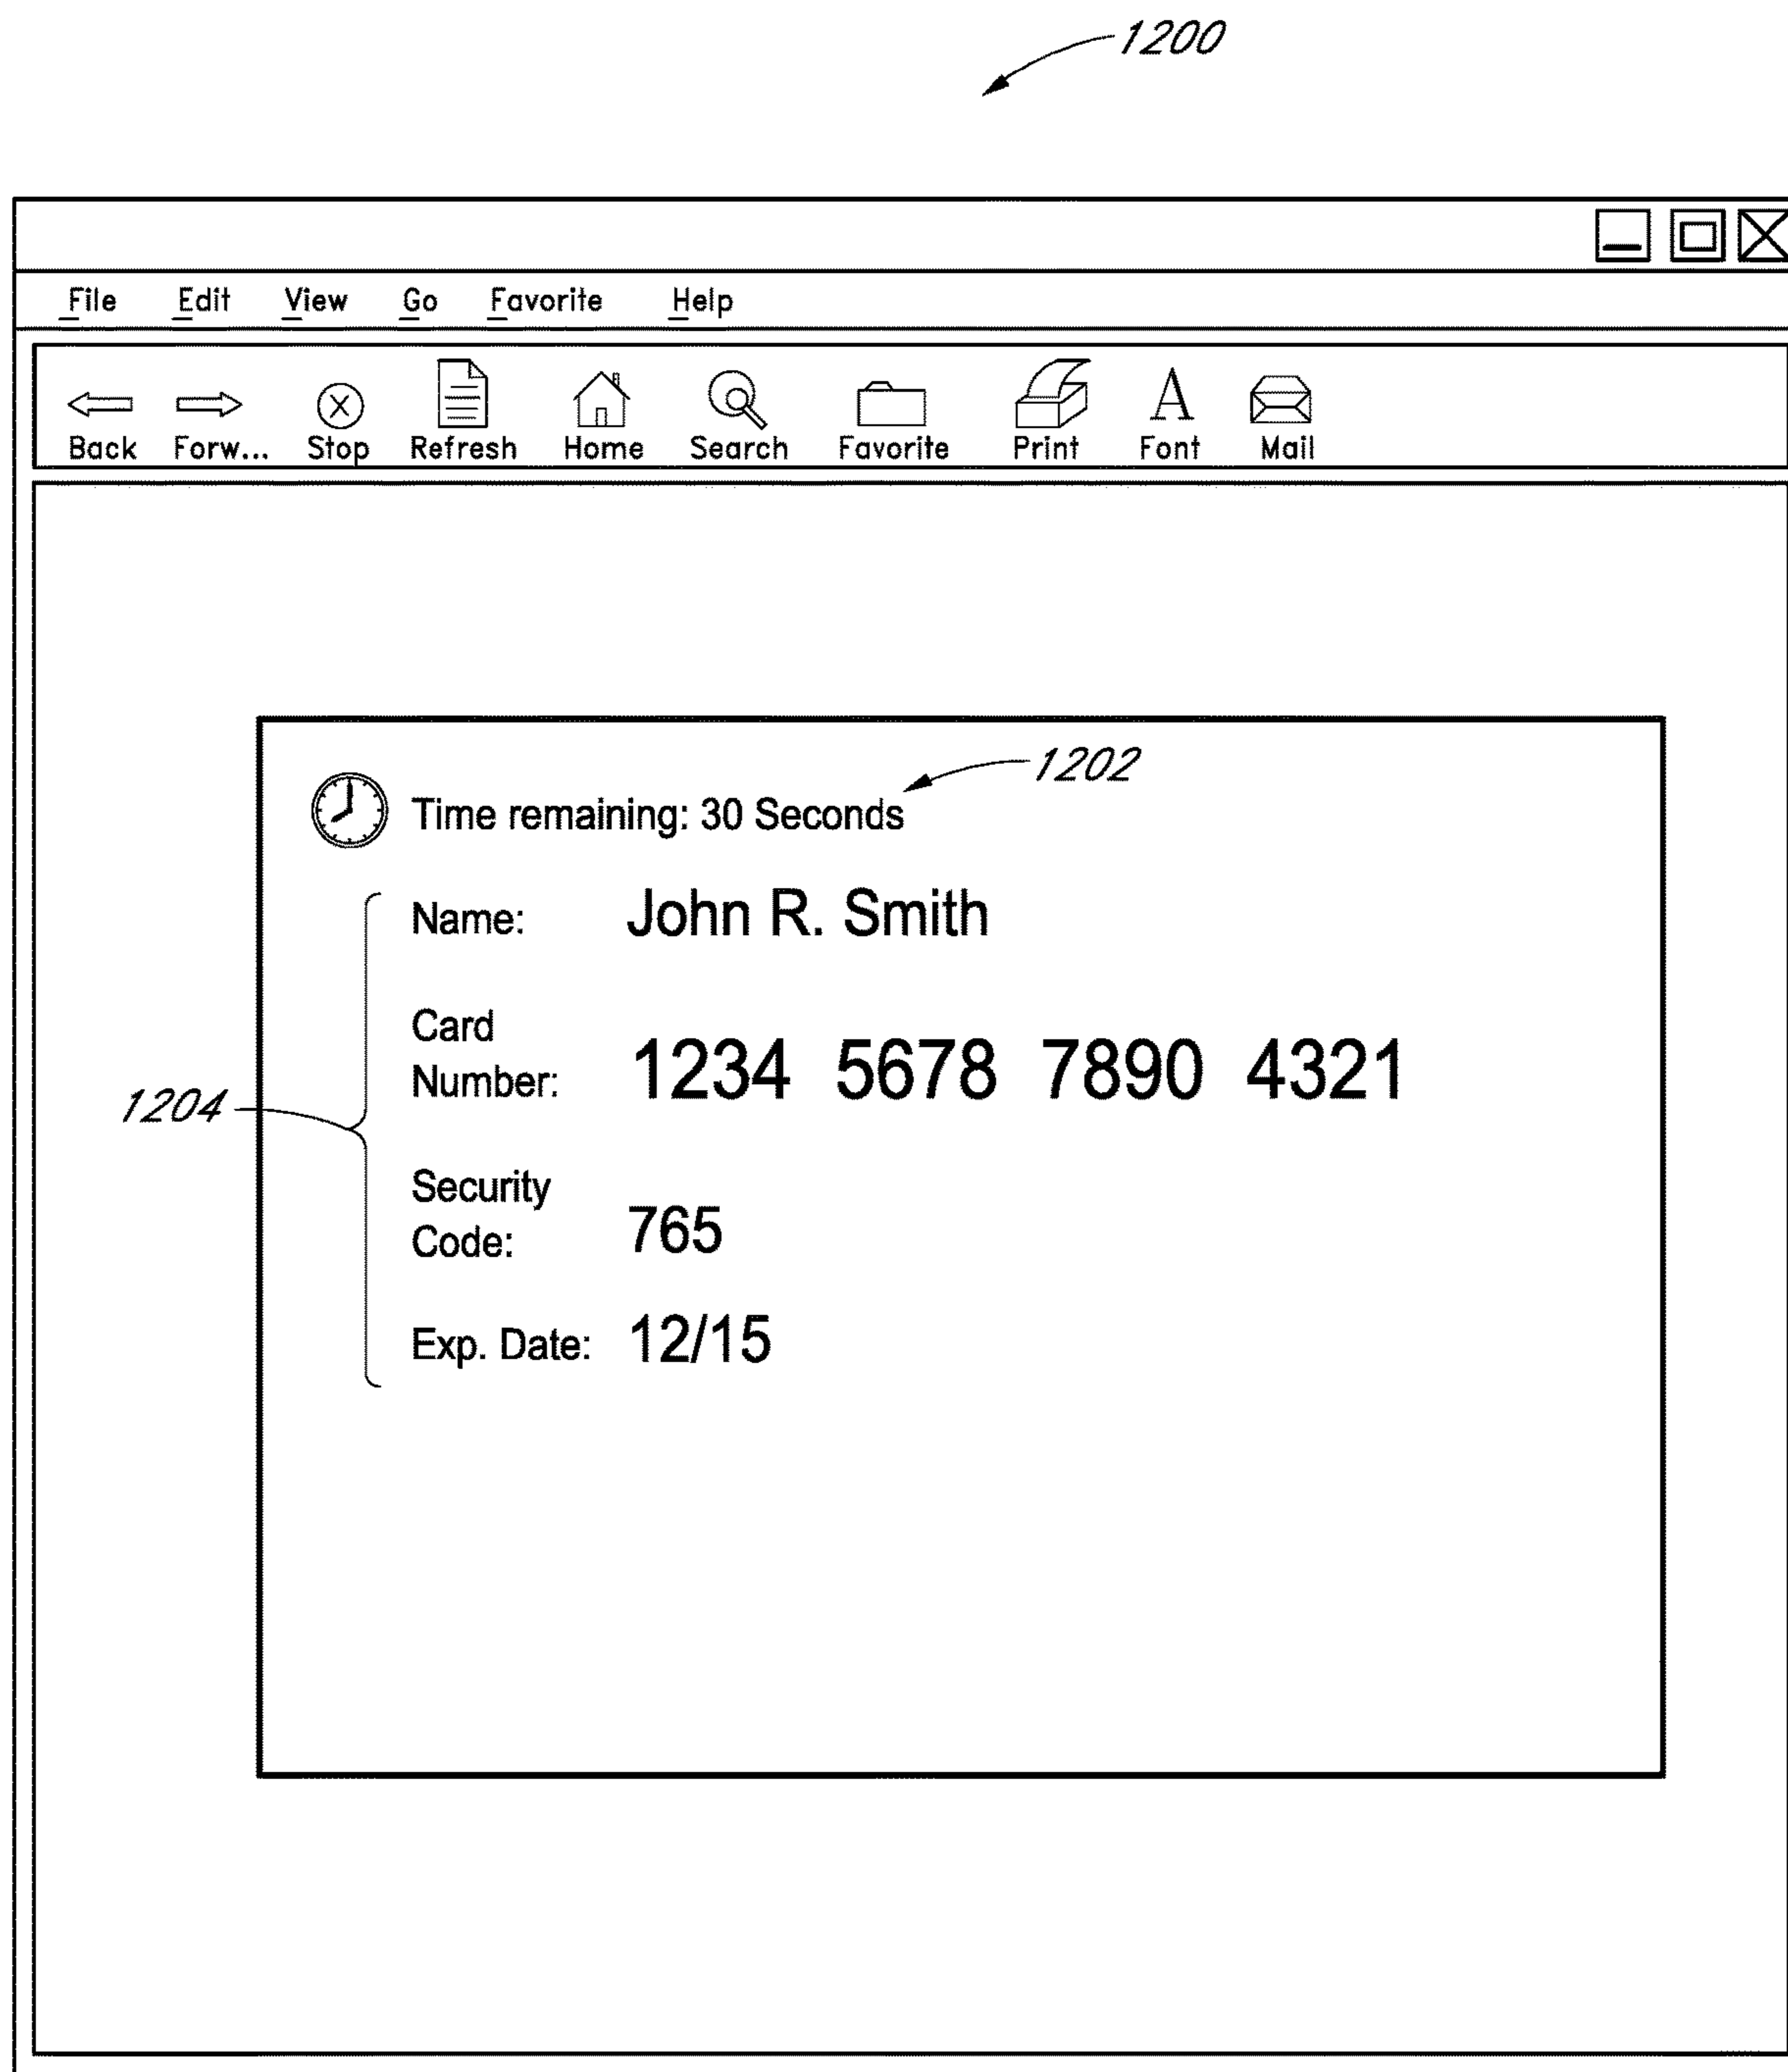 1200
File Edit View Go Favorite Help
Back Forw... Stop Refresh Home Search Favorite Print Font Mail
Time remaining: 30 Seconds 1202
Name: John R. Smith
Card
Number: 1234 5678 7890 4321
1204
Security
Code: 765
Exp. Date: 12/15